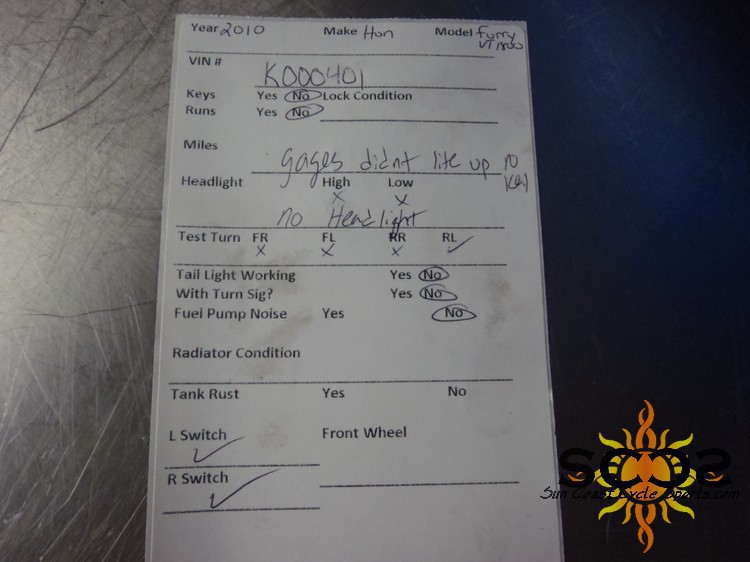 Year 2010 Make Hon Model Furry
VT1300
VIN # K000401
Keys Yes No Lock Condition
Runs Yes No
Miles gages didnt lite up no
Key
Headlight High Low
x x
no Headlight
Test Turn FR FL RR RL
x x x ✓
Tail Light Working Yes No
With Turn Sig? Yes No
Fuel Pump Noise Yes No
Radiator Condition
Tank Rust Yes No
L Switch Front Wheel
✓
R Switch
✓
SCCS
Sun Coast Cycle Sports.com